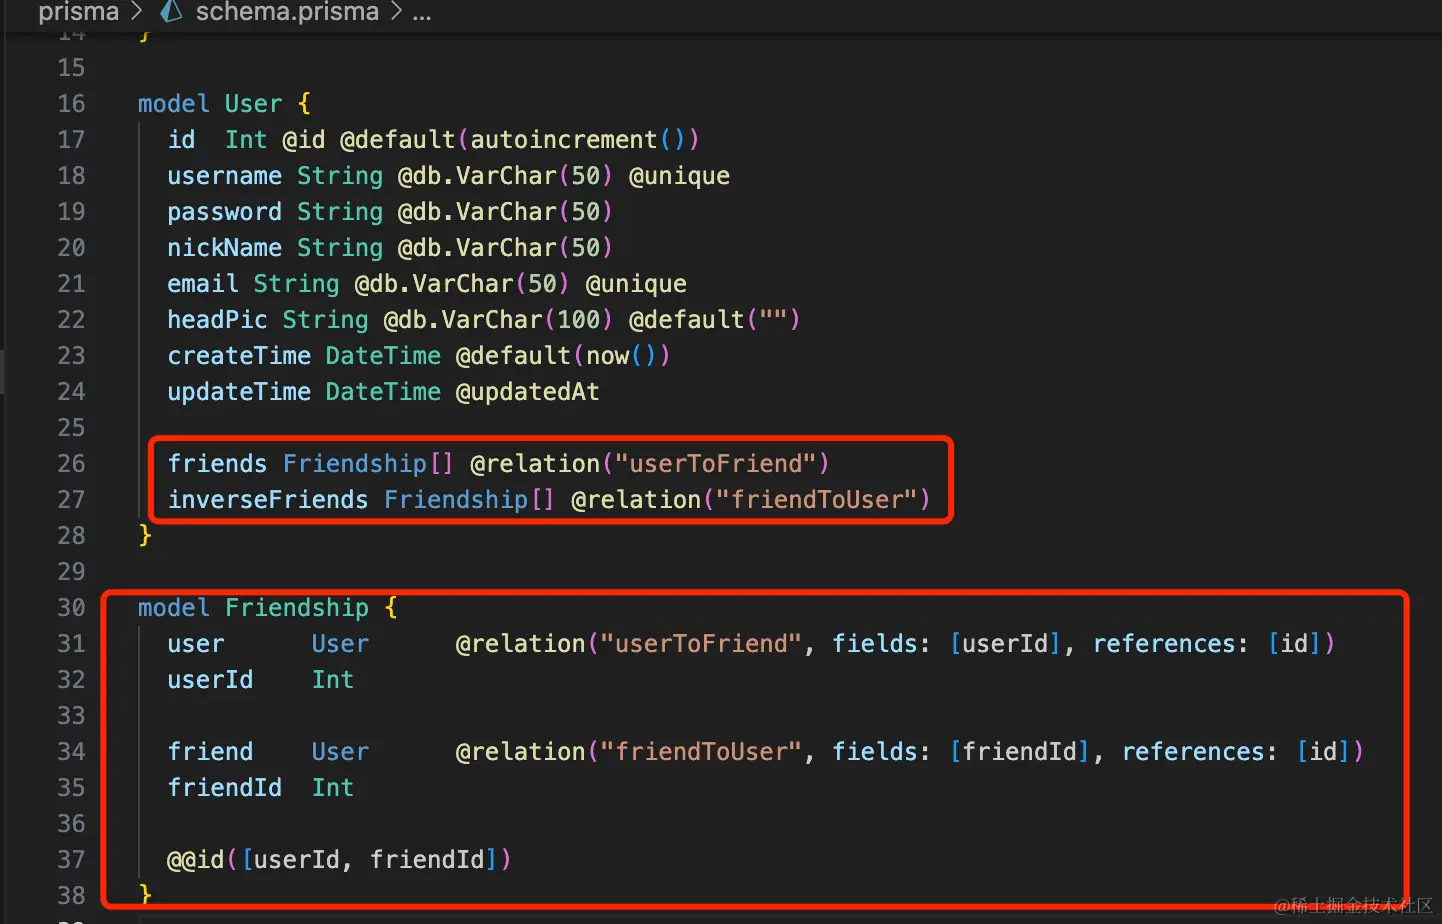 prisma > schema.prisma > ...
14 }
15
16 model User {
17 id Int @id @default(autoincrement())
18 username String @db.VarChar(50) @unique
19 password String @db.VarChar(50)
20 nickName String @db.VarChar(50)
21 email String @db.VarChar(50) @unique
22 headPic String @db.VarChar(100) @default("")
23 createTime DateTime @default(now())
24 updateTime DateTime @updatedAt
25
26 friends Friendship[] @relation("userToFriend")
27 inverseFriends Friendship[] @relation("friendToUser")
28 }
29
30 model Friendship {
31 user User @relation("userToFriend", fields: [userId], references: [id])
32 userId Int
33
34 friend User @relation("friendToUser", fields: [friendId], references: [id])
35 friendId Int
36
37 @@id([userId, friendId])
38 }
@稀土掘金技术社区